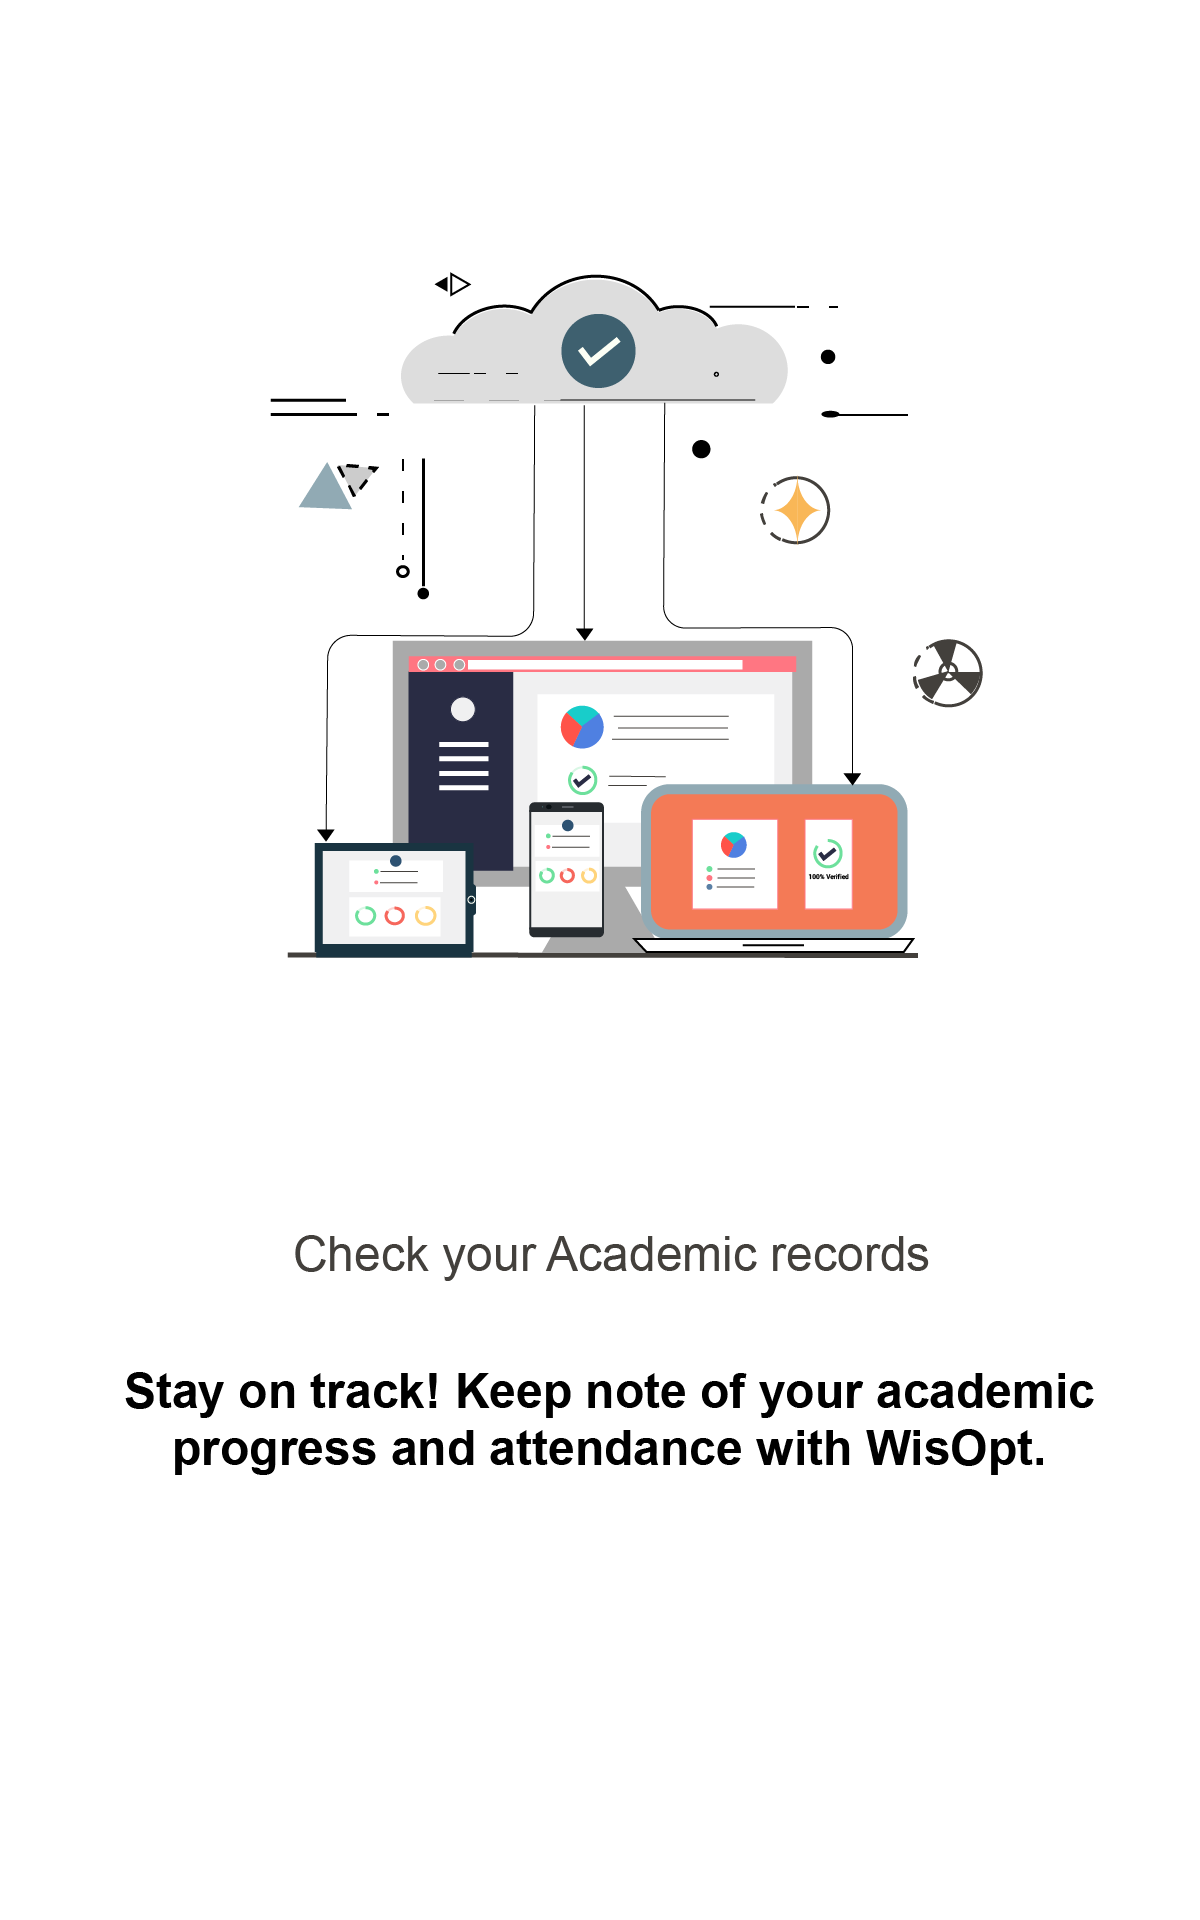 100% Verified
Check your Academic records
Stay on track! Keep note of your academic
progress and attendance with WisOpt.